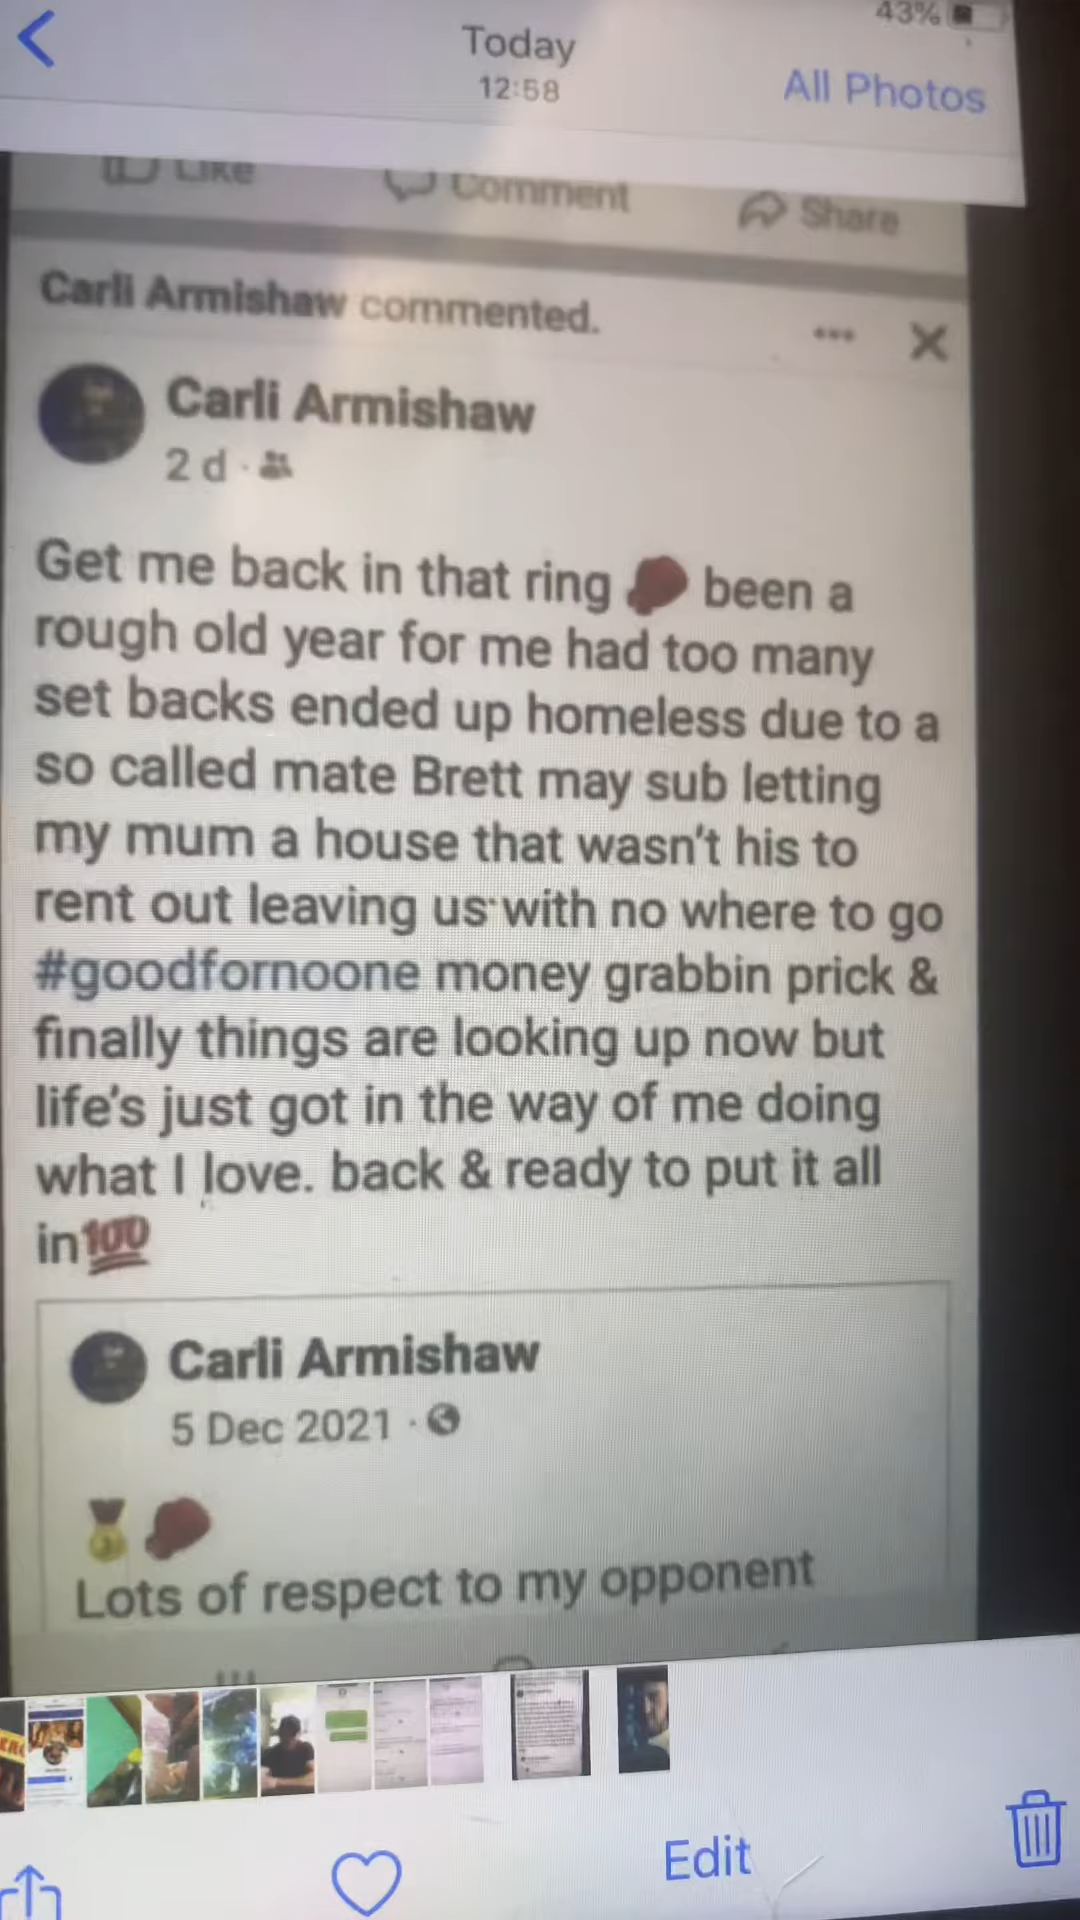 43%
Today
12:58
All Photos
Like
Comment
Share
Carli Armishaw commented.
Carli Armishaw
2 d
Get me back in that ring 🥊 been a
rough old year for me had too many
set backs ended up homeless due to a
so called mate Brett may sub letting
my mum a house that wasn't his to
rent out leaving us with no where to go
#goodfornoone money grabbin prick &
finally things are looking up now but
life's just got in the way of me doing
what I love. back & ready to put it all
in💯
Carli Armishaw
5 Dec 2021
🏅🥊
Lots of respect to my opponent
Edit